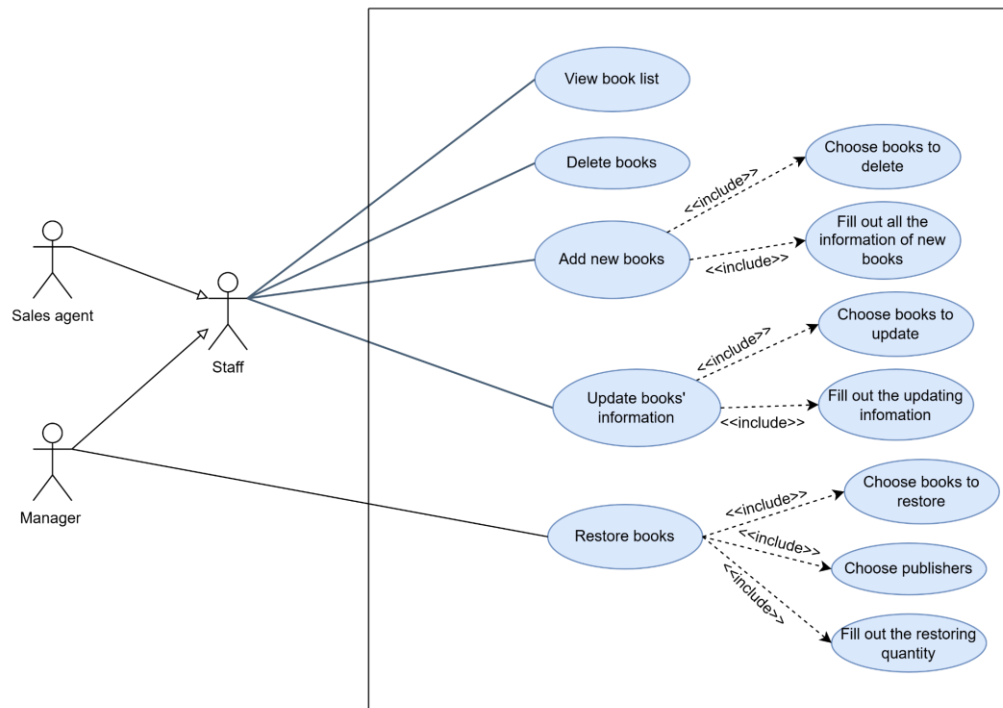 View book list
Delete books
Choose books to
delete
<<include>>
Add new books
Fill out all the
information of new
books
<<include>>
Sales agent
Staff
Choose books to
update
<<include>>
Update books'
information
Fill out the updating
infomation
<<include>>
Manager
Restore books
Choose books to
restore
<<include>>
<<include>>
Choose publishers
<<include>>
Fill out the restoring
quantity